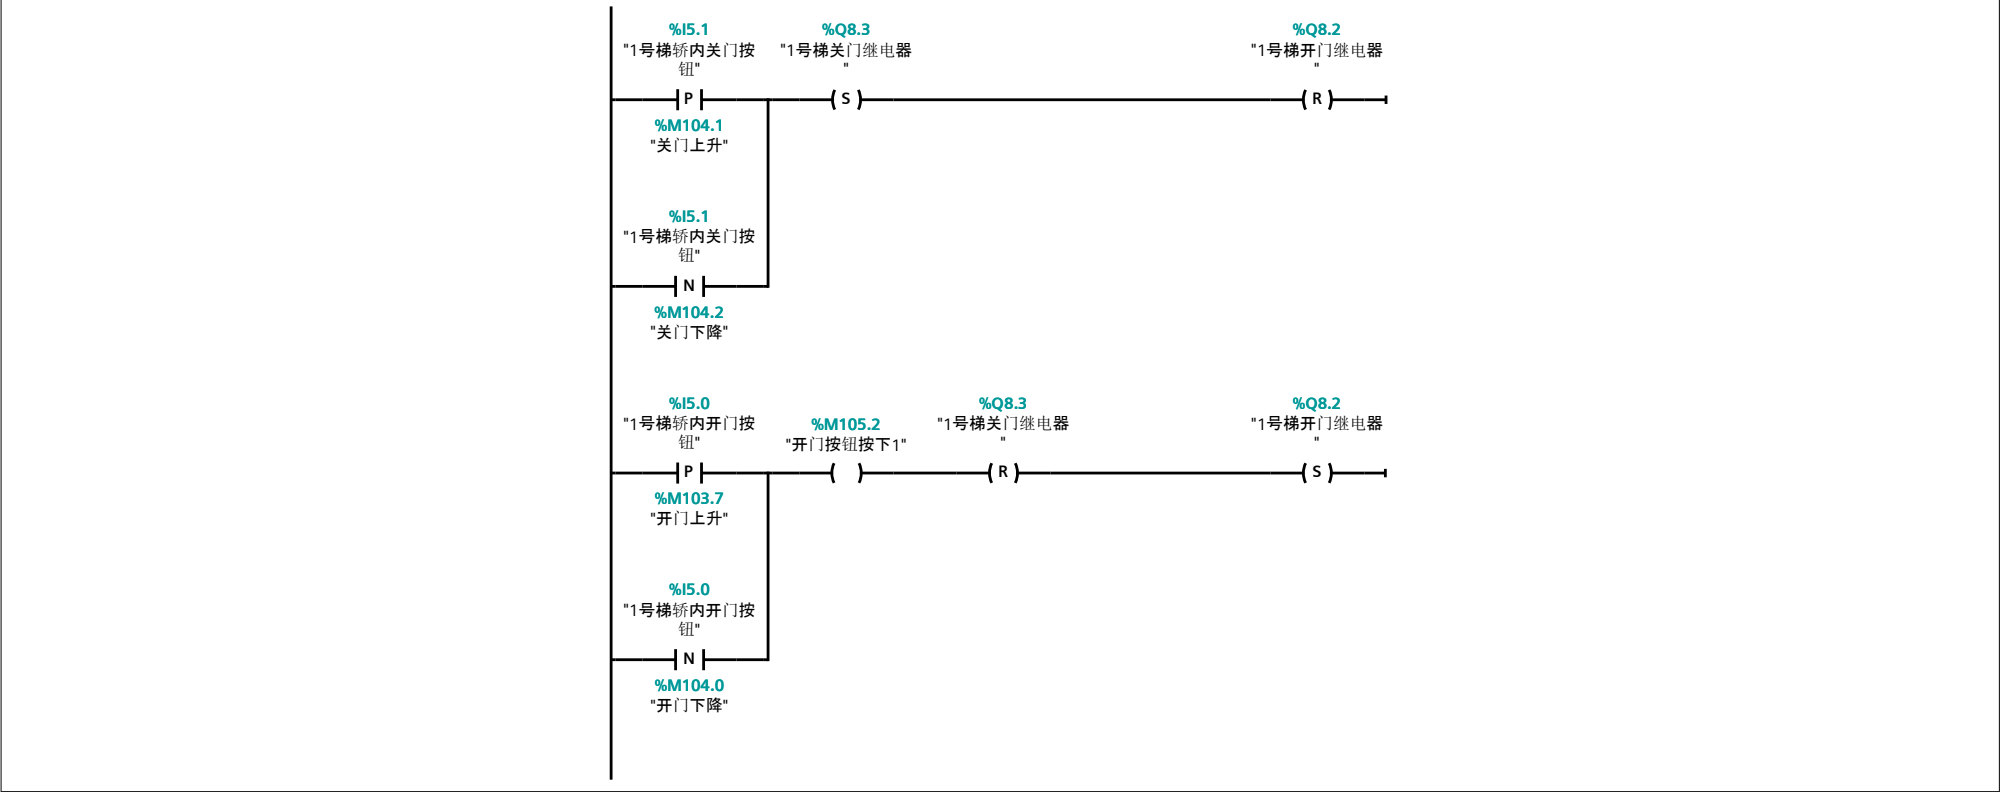 %I5.1
"1号梯轿内关门按
钮"
%Q8.3
"1号梯关门继电器
"
%Q8.2
"1号梯开门继电器
"
P
S
R
%M104.1
"关门上升"
%I5.1
"1号梯轿内关门按
钮"
N
%M104.2
"关门下降"
%I5.0
"1号梯轿内开门按
钮"
%M105.2
"开门按钮按下1"
%Q8.3
"1号梯关门继电器
"
%Q8.2
"1号梯开门继电器
"
P
R
S
%M103.7
"开门上升"
%I5.0
"1号梯轿内开门按
钮"
N
%M104.0
"开门下降"